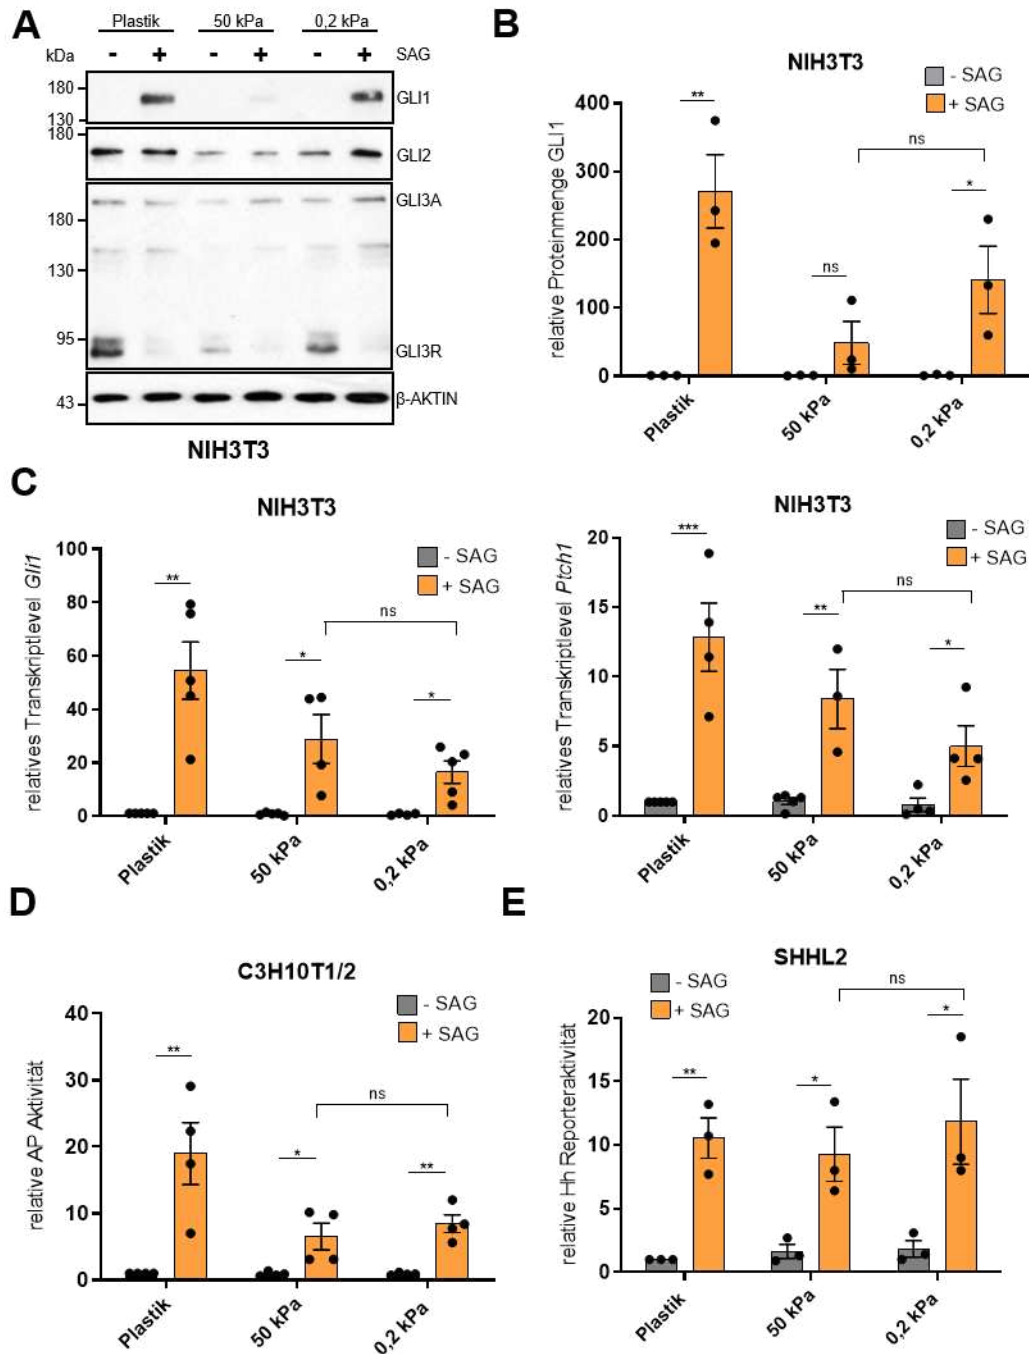 A
Plastik 50 kPa 0,2 kPa
kDa - + - + - + SAG
180
130
GLI1
180
GLI2
GLI3A
180
130
95
GLI3R
43
β-AKTIN
NIH3T3
B
NIH3T3
- SAG
+ SAG
relative Proteinmenge GLI1
400
300
200
100
0
**
ns
ns
*
Plastik
50 kPa
0,2 kPa
C
NIH3T3
- SAG
+ SAG
relatives Transkriptlevel Gli1
100
80
60
40
20
0
**
*
ns
*
Plastik
50 kPa
0,2 kPa
NIH3T3
- SAG
+ SAG
relatives Transkriptlevel Ptch1
20
15
10
5
0
***
**
ns
*
Plastik
50 kPa
0,2 kPa
D
C3H10T1/2
- SAG
+ SAG
relative AP Aktivität
40
30
20
10
0
**
*
ns
**
Plastik
50 kPa
0,2 kPa
E
SHHL2
- SAG
+ SAG
relative Hh Reporteraktivität
20
15
10
5
0
**
*
ns
*
Plastik
50 kPa
0,2 kPa